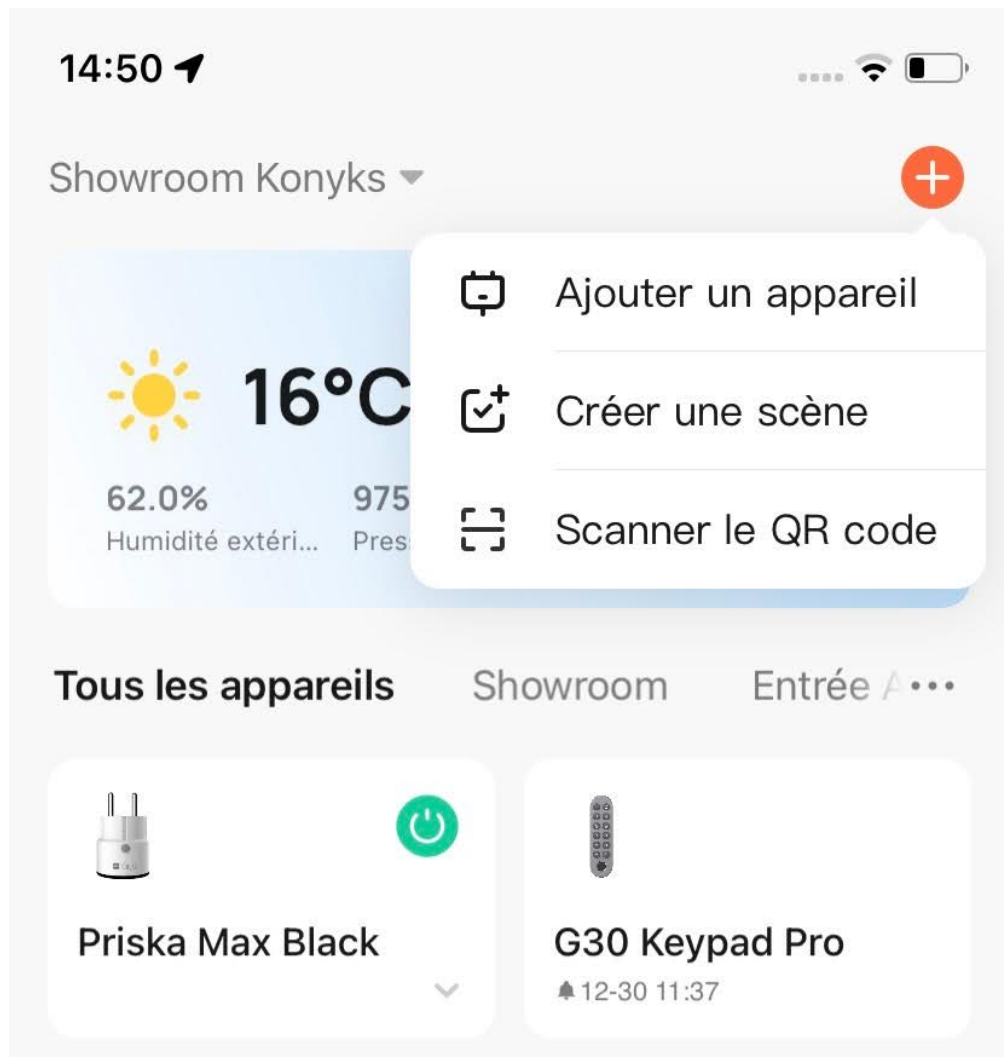 14:50
Showroom Konyks
Ajouter un appareil
Créer une scène
Scanner le QR code
16°C
62.0% 975
Humidité extéri... Pres
Tous les appareils Showroom Entrée A
Priska Max Black G30 Keypad Pro
12-30 11:37